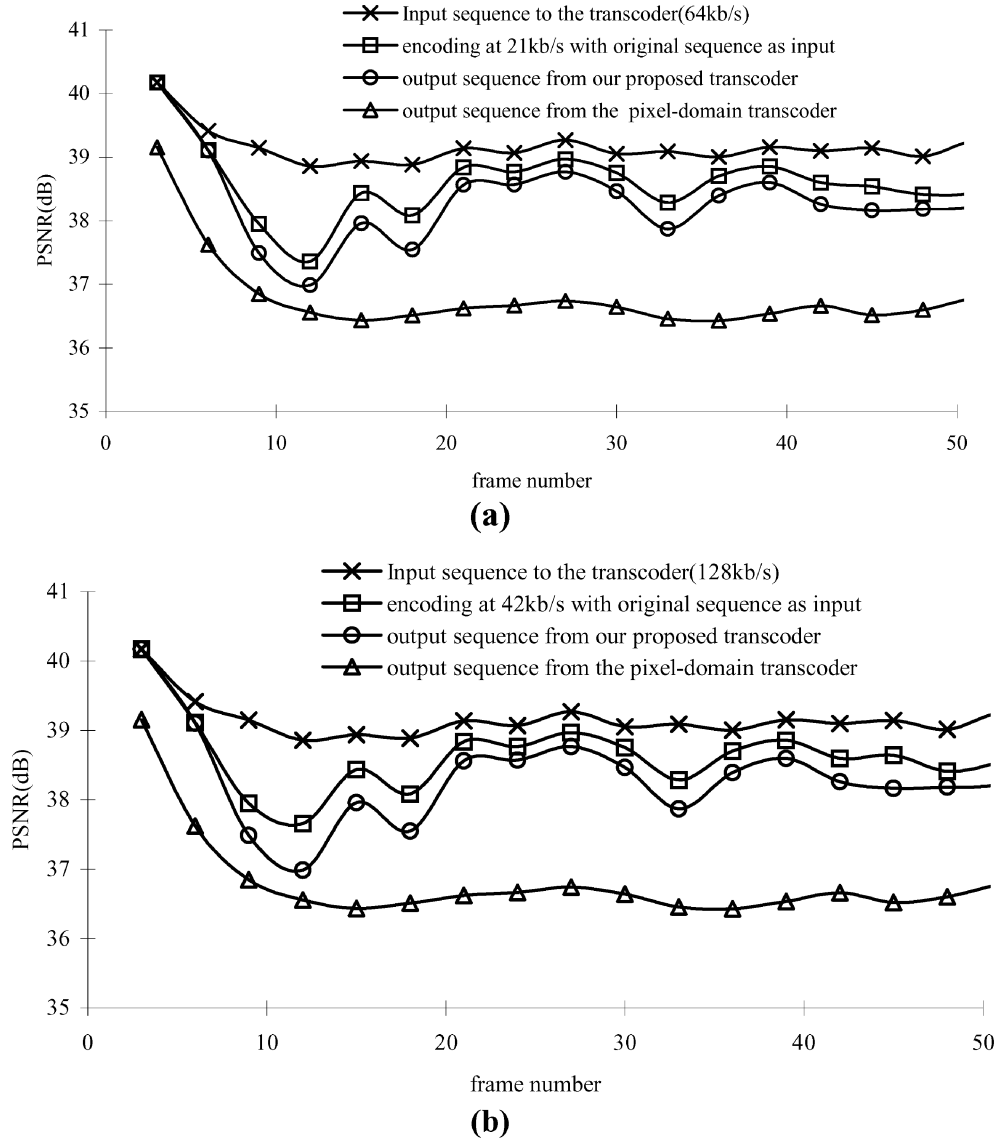 Input sequence to the transcoder(64kb/s)
encoding at 21kb/s with original sequence as input
output sequence from our proposed transcoder
output sequence from the pixel-domain transcoder
41
40
39
38
37
36
35
PSNR(dB)
0 10 20 30 40 50
frame number
(a)
Input sequence to the transcoder(128kb/s)
encoding at 42kb/s with original sequence as input
output sequence from our proposed transcoder
output sequence from the pixel-domain transcoder
41
40
39
38
37
36
35
PSNR(dB)
0 10 20 30 40 50
frame number
(b)